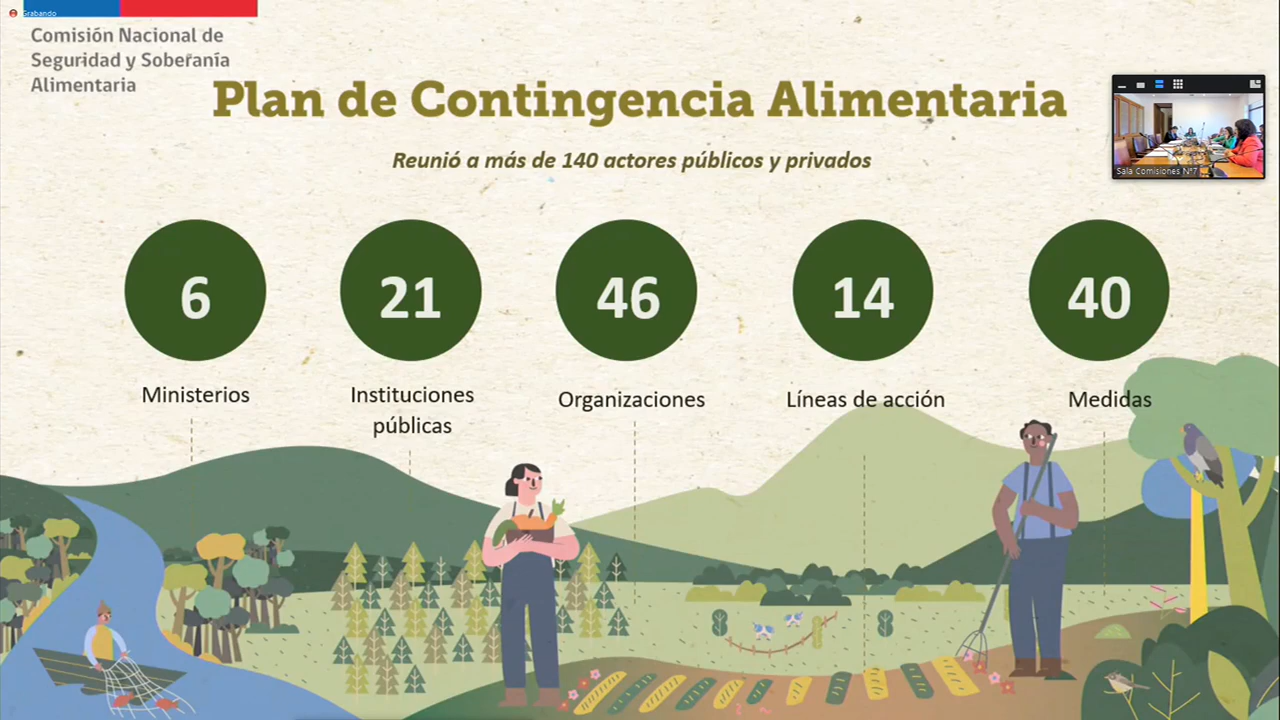 Grabando
Comisión Nacional de
Seguridad y Soberanía
Alimentaria
Plan de Contingencia Alimentaria
Reunió a más de 140 actores públicos y privados
Sala Comisiones N°7
6
21
46
14
40
Ministerios
Instituciones
públicas
Organizaciones
Líneas de acción
Medidas